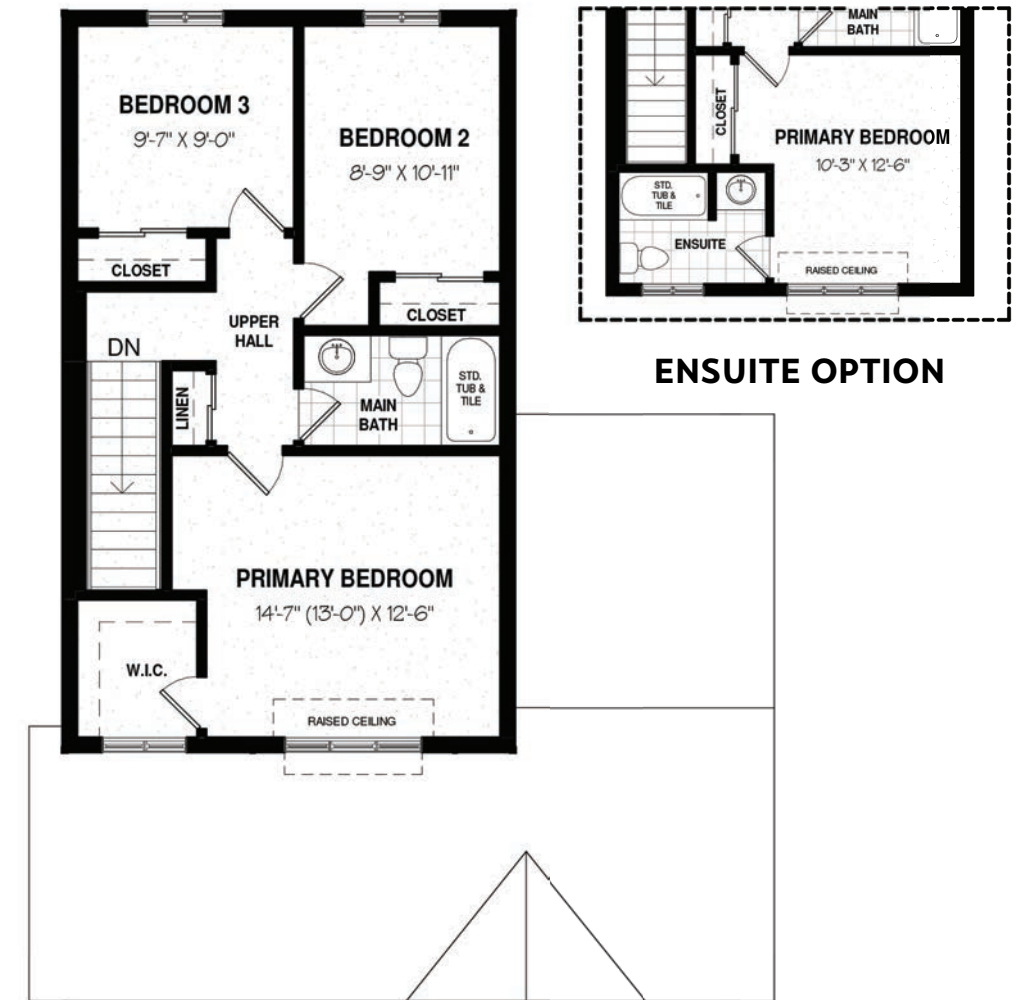 BEDROOM 3
9'-7" X 9'-0"
BEDROOM 2
8'-9" X 10'-11"
CLOSET
CLOSET
UPPER
HALL
DN
LINEN
MAIN
BATH
STD.
TUB &
TILE
PRIMARY BEDROOM
14'-7" (13'-0") X 12'-6"
W.I.C.
RAISED CEILING
MAIN
BATH
CLOSET
PRIMARY BEDROOM
10'-3" X 12'-6"
STD.
TUB &
TILE
ENSUITE
RAISED CEILING
ENSUITE OPTION